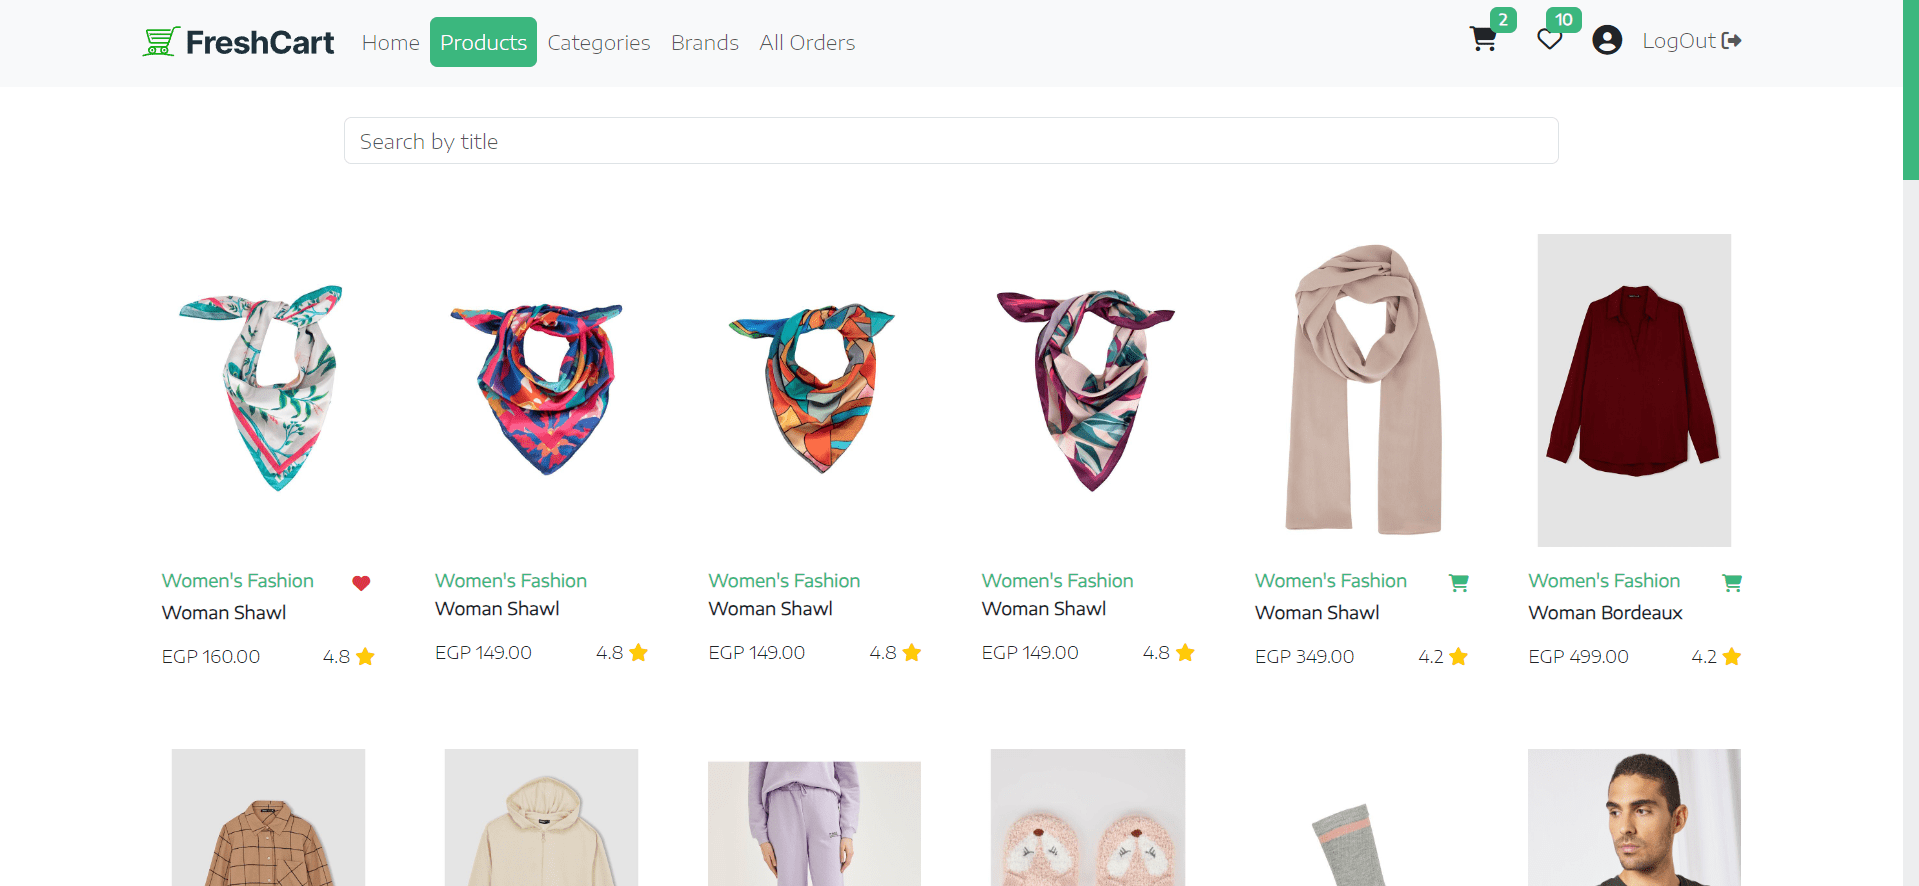 FreshCart Home Products Categories Brands All Orders 2 10 LogOut
Search by title
Women's Fashion
Woman Shawl
EGP 160.00 4.8
Women's Fashion
Woman Shawl
EGP 149.00 4.8
Women's Fashion
Woman Shawl
EGP 149.00 4.8
Women's Fashion
Woman Shawl
EGP 149.00 4.8
Women's Fashion
Woman Shawl
EGP 349.00 4.2
Women's Fashion
Woman Bordeaux
EGP 499.00 4.2